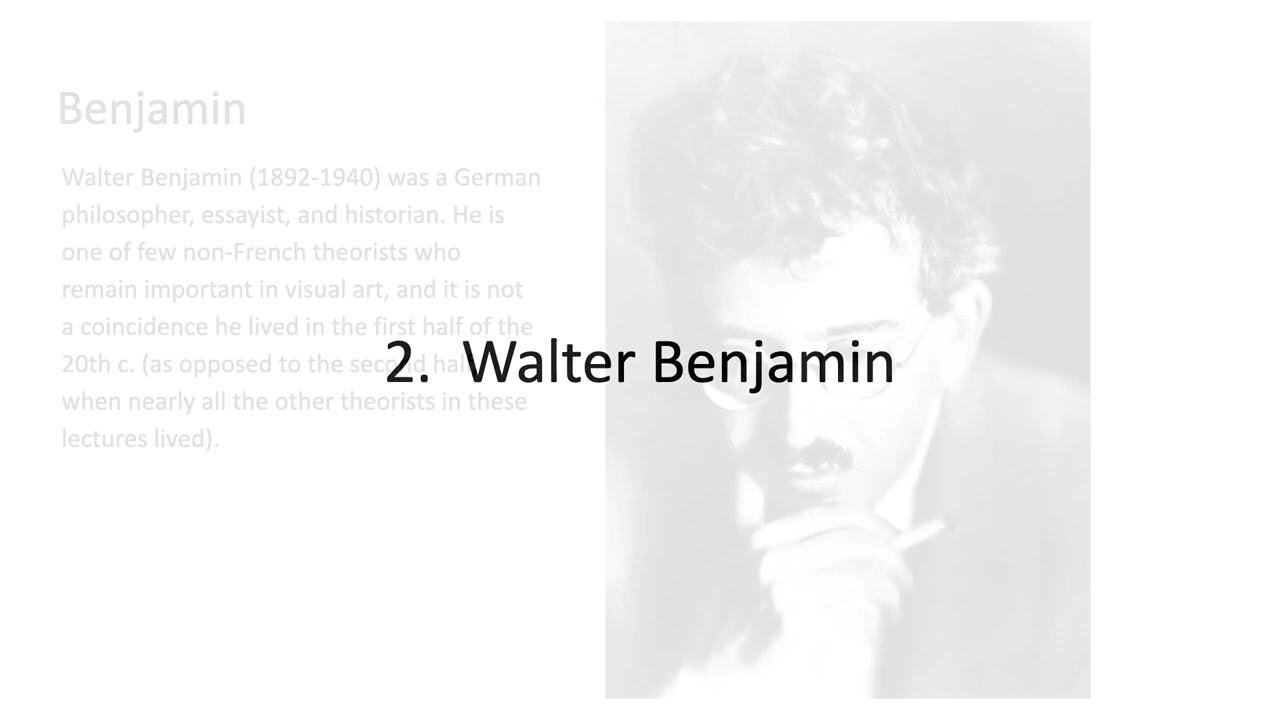 Benjamin
Walter Benjamin (1892-1940) was a German
philosopher, essayist, and historian. He is
one of few non-French theorists who
remain important in visual art, and it is not
a coincidence he lived in the first half of the
20th c. (as opposed to the second half
when nearly all the other theorists in these
lectures lived).
2. Walter Benjamin